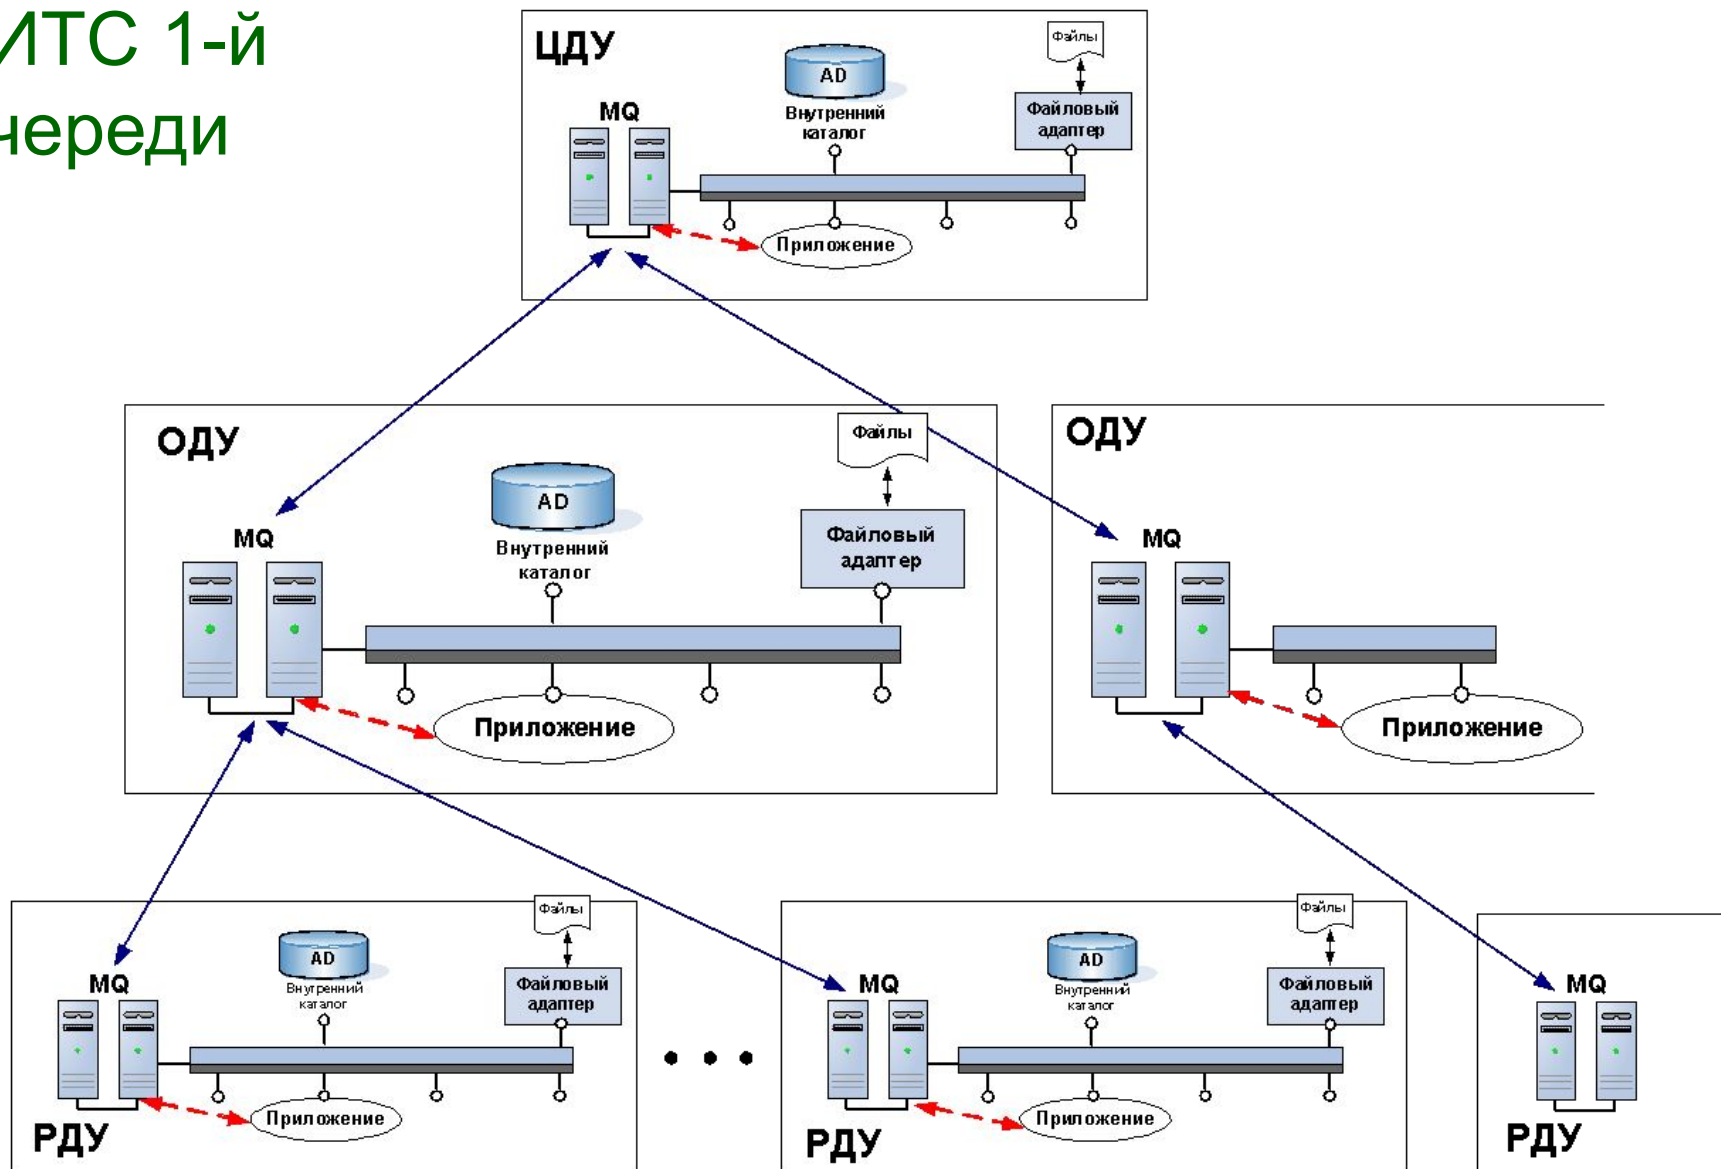 ИТС 1-й
череди
ЦДУ
Файлы
AD
MQ
Внутренний
каталог
Файловый
адаптер
Приложение
ОДУ
Файлы
AD
MQ
Внутренний
каталог
Файловый
адаптер
Приложение
ОДУ
MQ
Приложение
Файлы
AD
MQ
Внутренний
каталог
Файловый
адаптер
Приложение
РДУ
Файлы
AD
MQ
Внутренний
каталог
Файловый
адаптер
Приложение
РДУ
MQ
РДУ